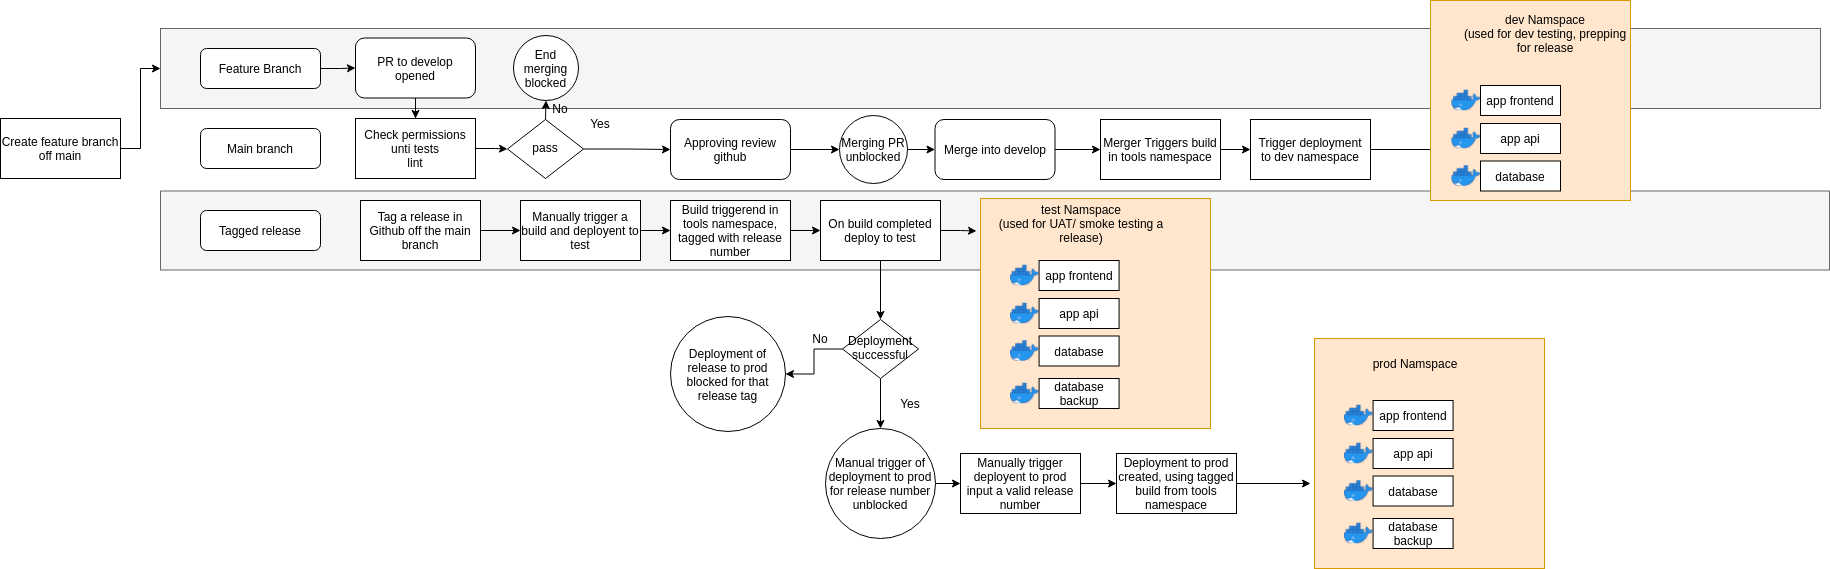 Create feature branch
off main
Feature Branch
PR to develop
opened
End
merging
blocked
No
Yes
Main branch
Check permissions
unti tests
lint
pass
Approving review
github
Merging PR
unblocked
Merge into develop
Merger Triggers build
in tools namespace
Trigger deployment
to dev namespace
dev Namspace
(used for dev testing, prepping
for release
app frontend
app api
database
Tagged release
Tag a release in
Github off the main
branch
Manually trigger a
build and deployent to
test
Build triggerend in
tools namespace,
tagged with release
number
On build completed
deploy to test
test Namspace
(used for UAT/ smoke testing a
release)
app frontend
app api
database
database
backup
Deployment
successful
No
Yes
Deployment of
release to prod
blocked for that
release tag
Manual trigger of
deployment to prod
for release number
unblocked
Manually trigger
deployent to prod
input a valid release
number
Deployment to prod
created, using tagged
build from tools
namespace
prod Namspace
app frontend
app api
database
database
backup